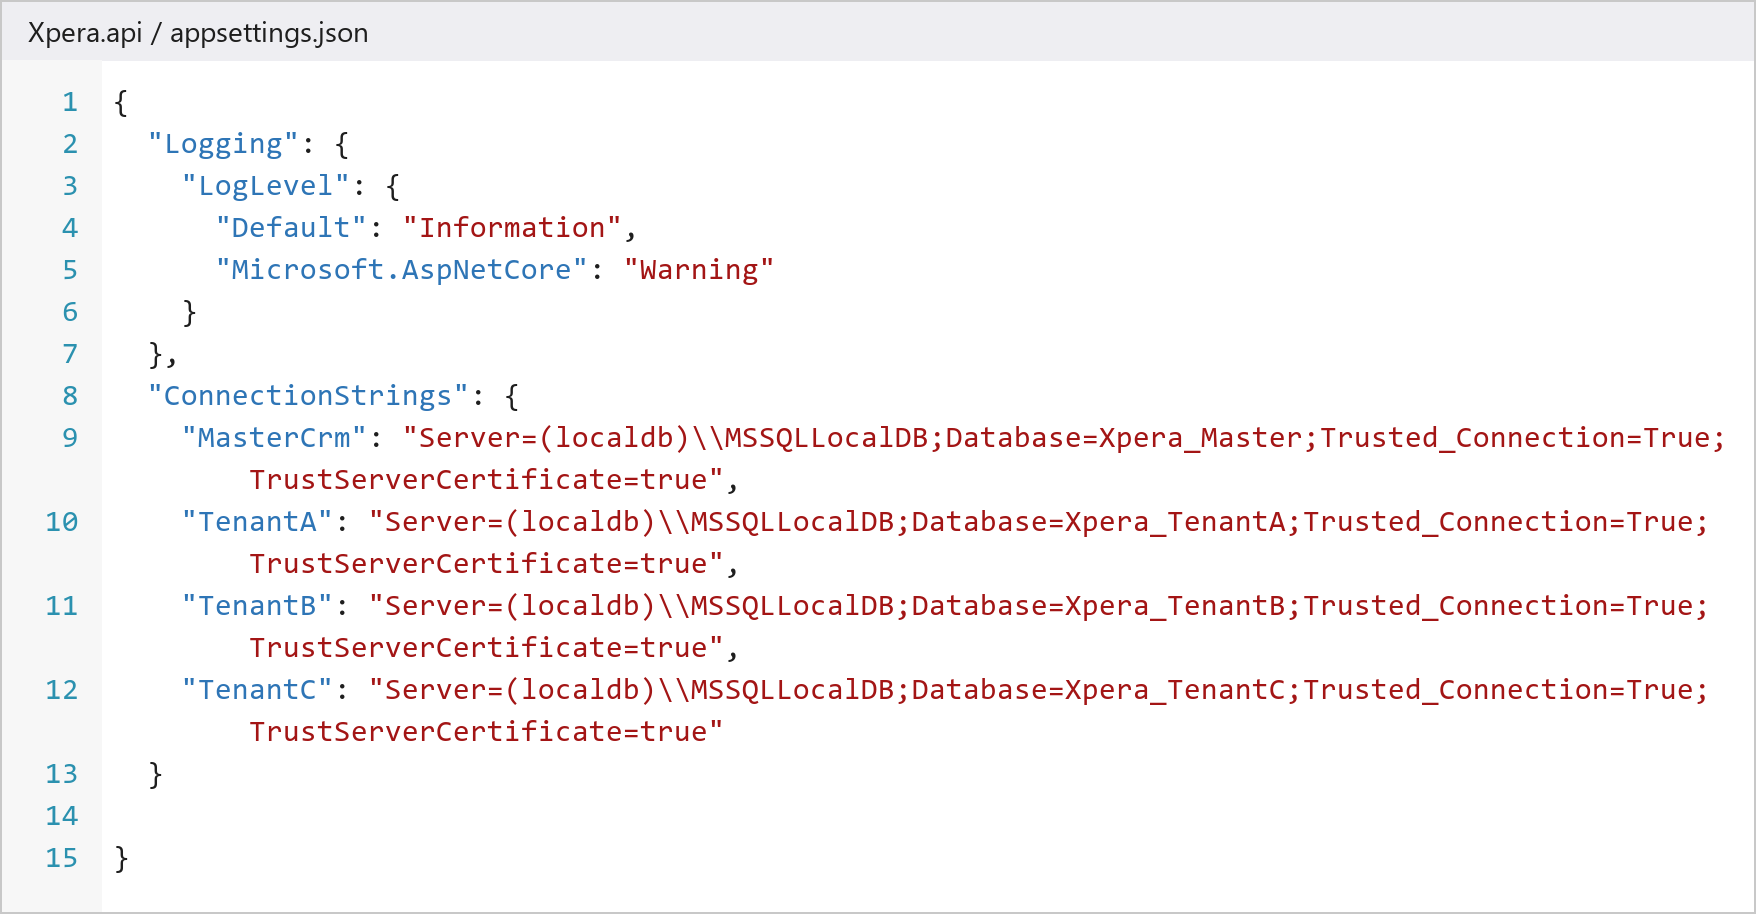 Xpera.api / appsettings.json
1 {
2   "Logging": {
3     "LogLevel": {
4       "Default": "Information",
5       "Microsoft.AspNetCore": "Warning"
6     }
7   },
8   "ConnectionStrings": {
9     "MasterCrm": "Server=(localdb)\\MSSQLLocalDB;Database=Xpera_Master;Trusted_Connection=True;
TrustServerCertificate=true",
10     "TenantA": "Server=(localdb)\\MSSQLLocalDB;Database=Xpera_TenantA;Trusted_Connection=True;
TrustServerCertificate=true",
11     "TenantB": "Server=(localdb)\\MSSQLLocalDB;Database=Xpera_TenantB;Trusted_Connection=True;
TrustServerCertificate=true",
12     "TenantC": "Server=(localdb)\\MSSQLLocalDB;Database=Xpera_TenantC;Trusted_Connection=True;
TrustServerCertificate=true"
13   }
14
15 }